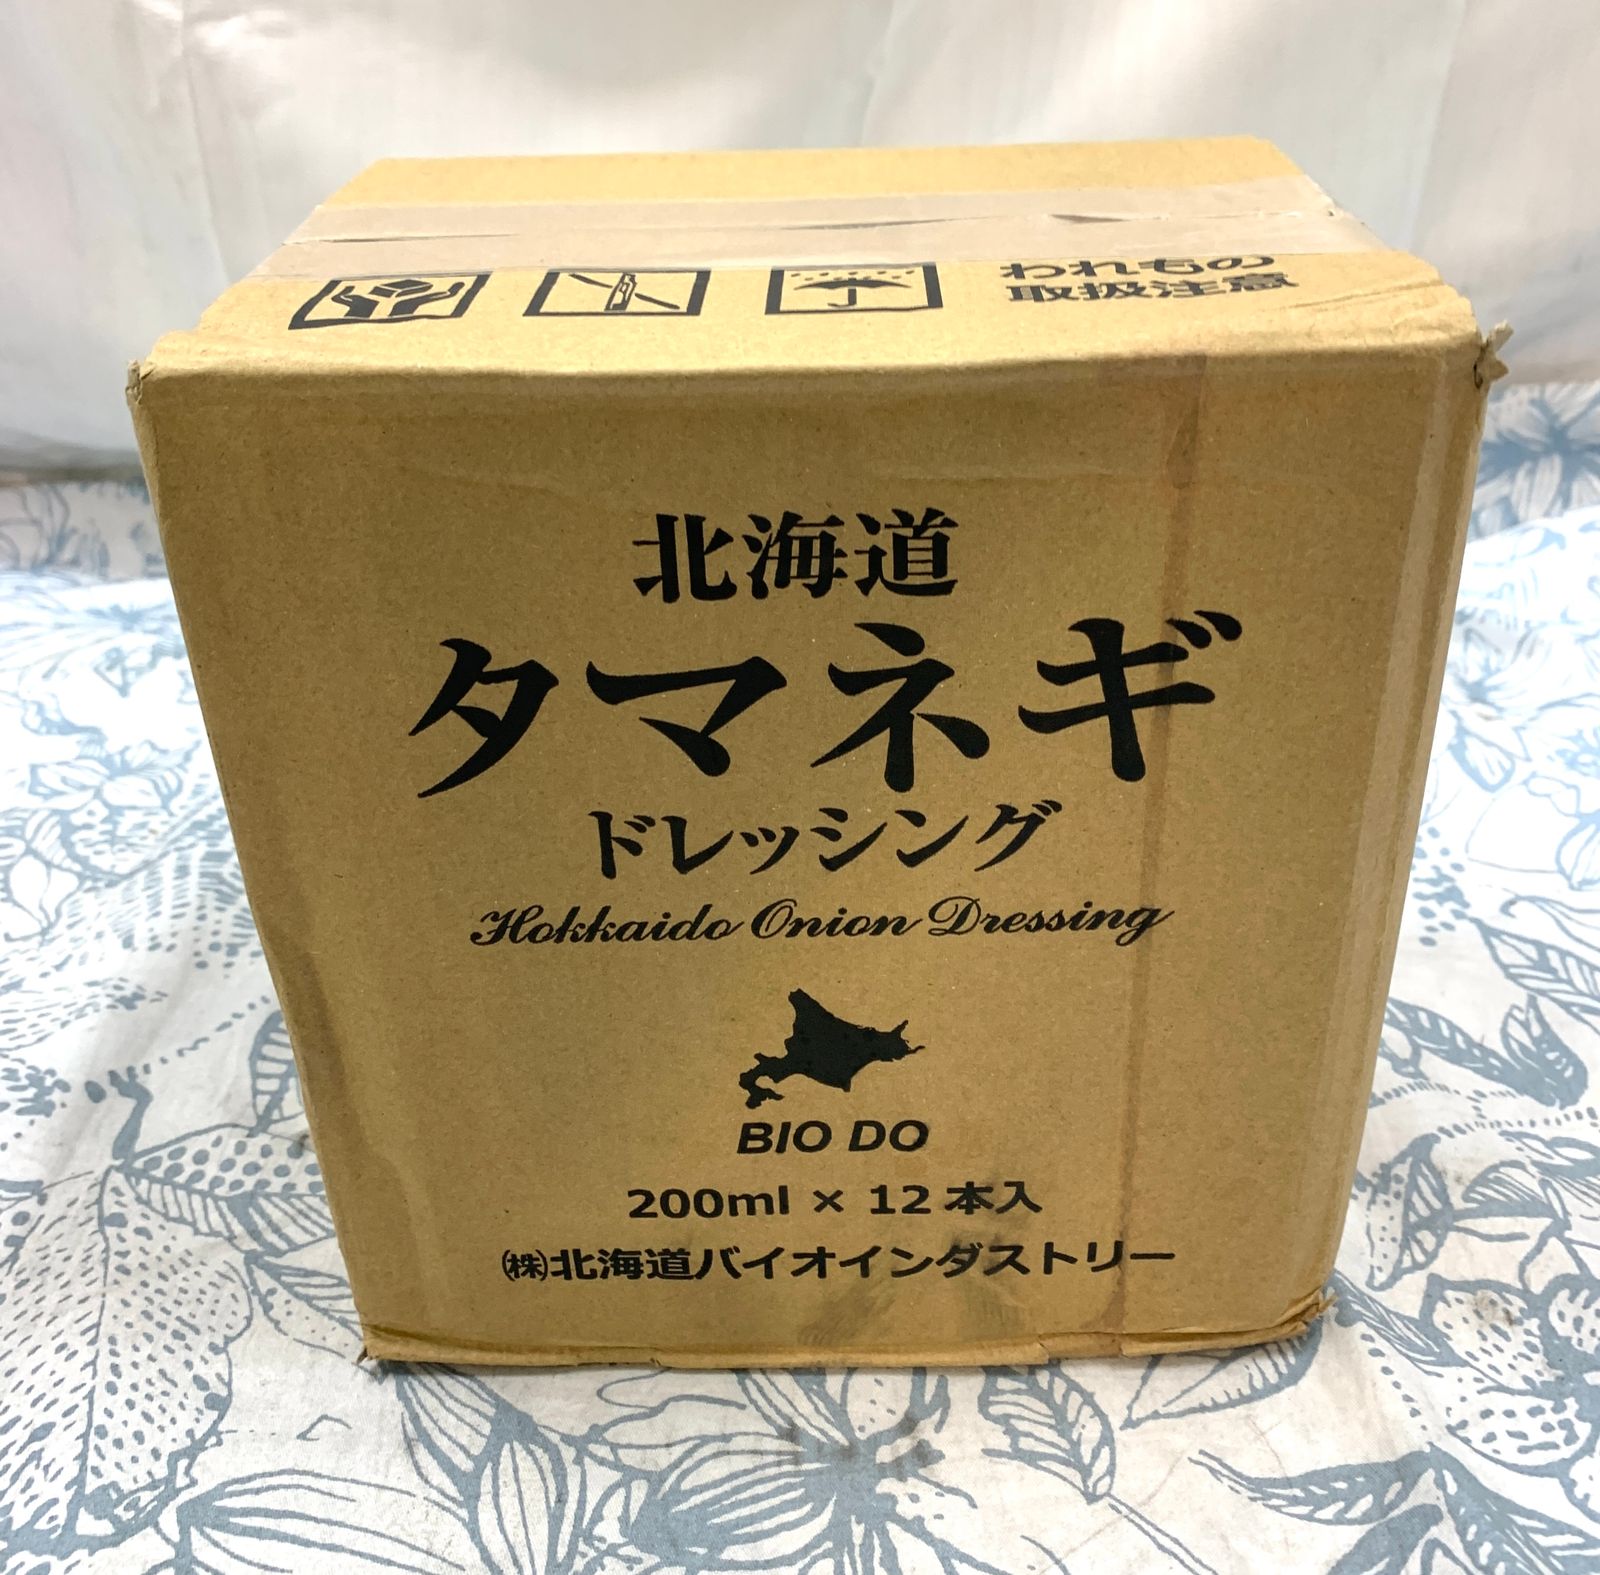 われもの
取扱注意
北海道
タマネギ
ドレッシング
Hokkaido Onion Dressing
BIO DO
200ml × 12本入
㈱北海道バイオインダストリー